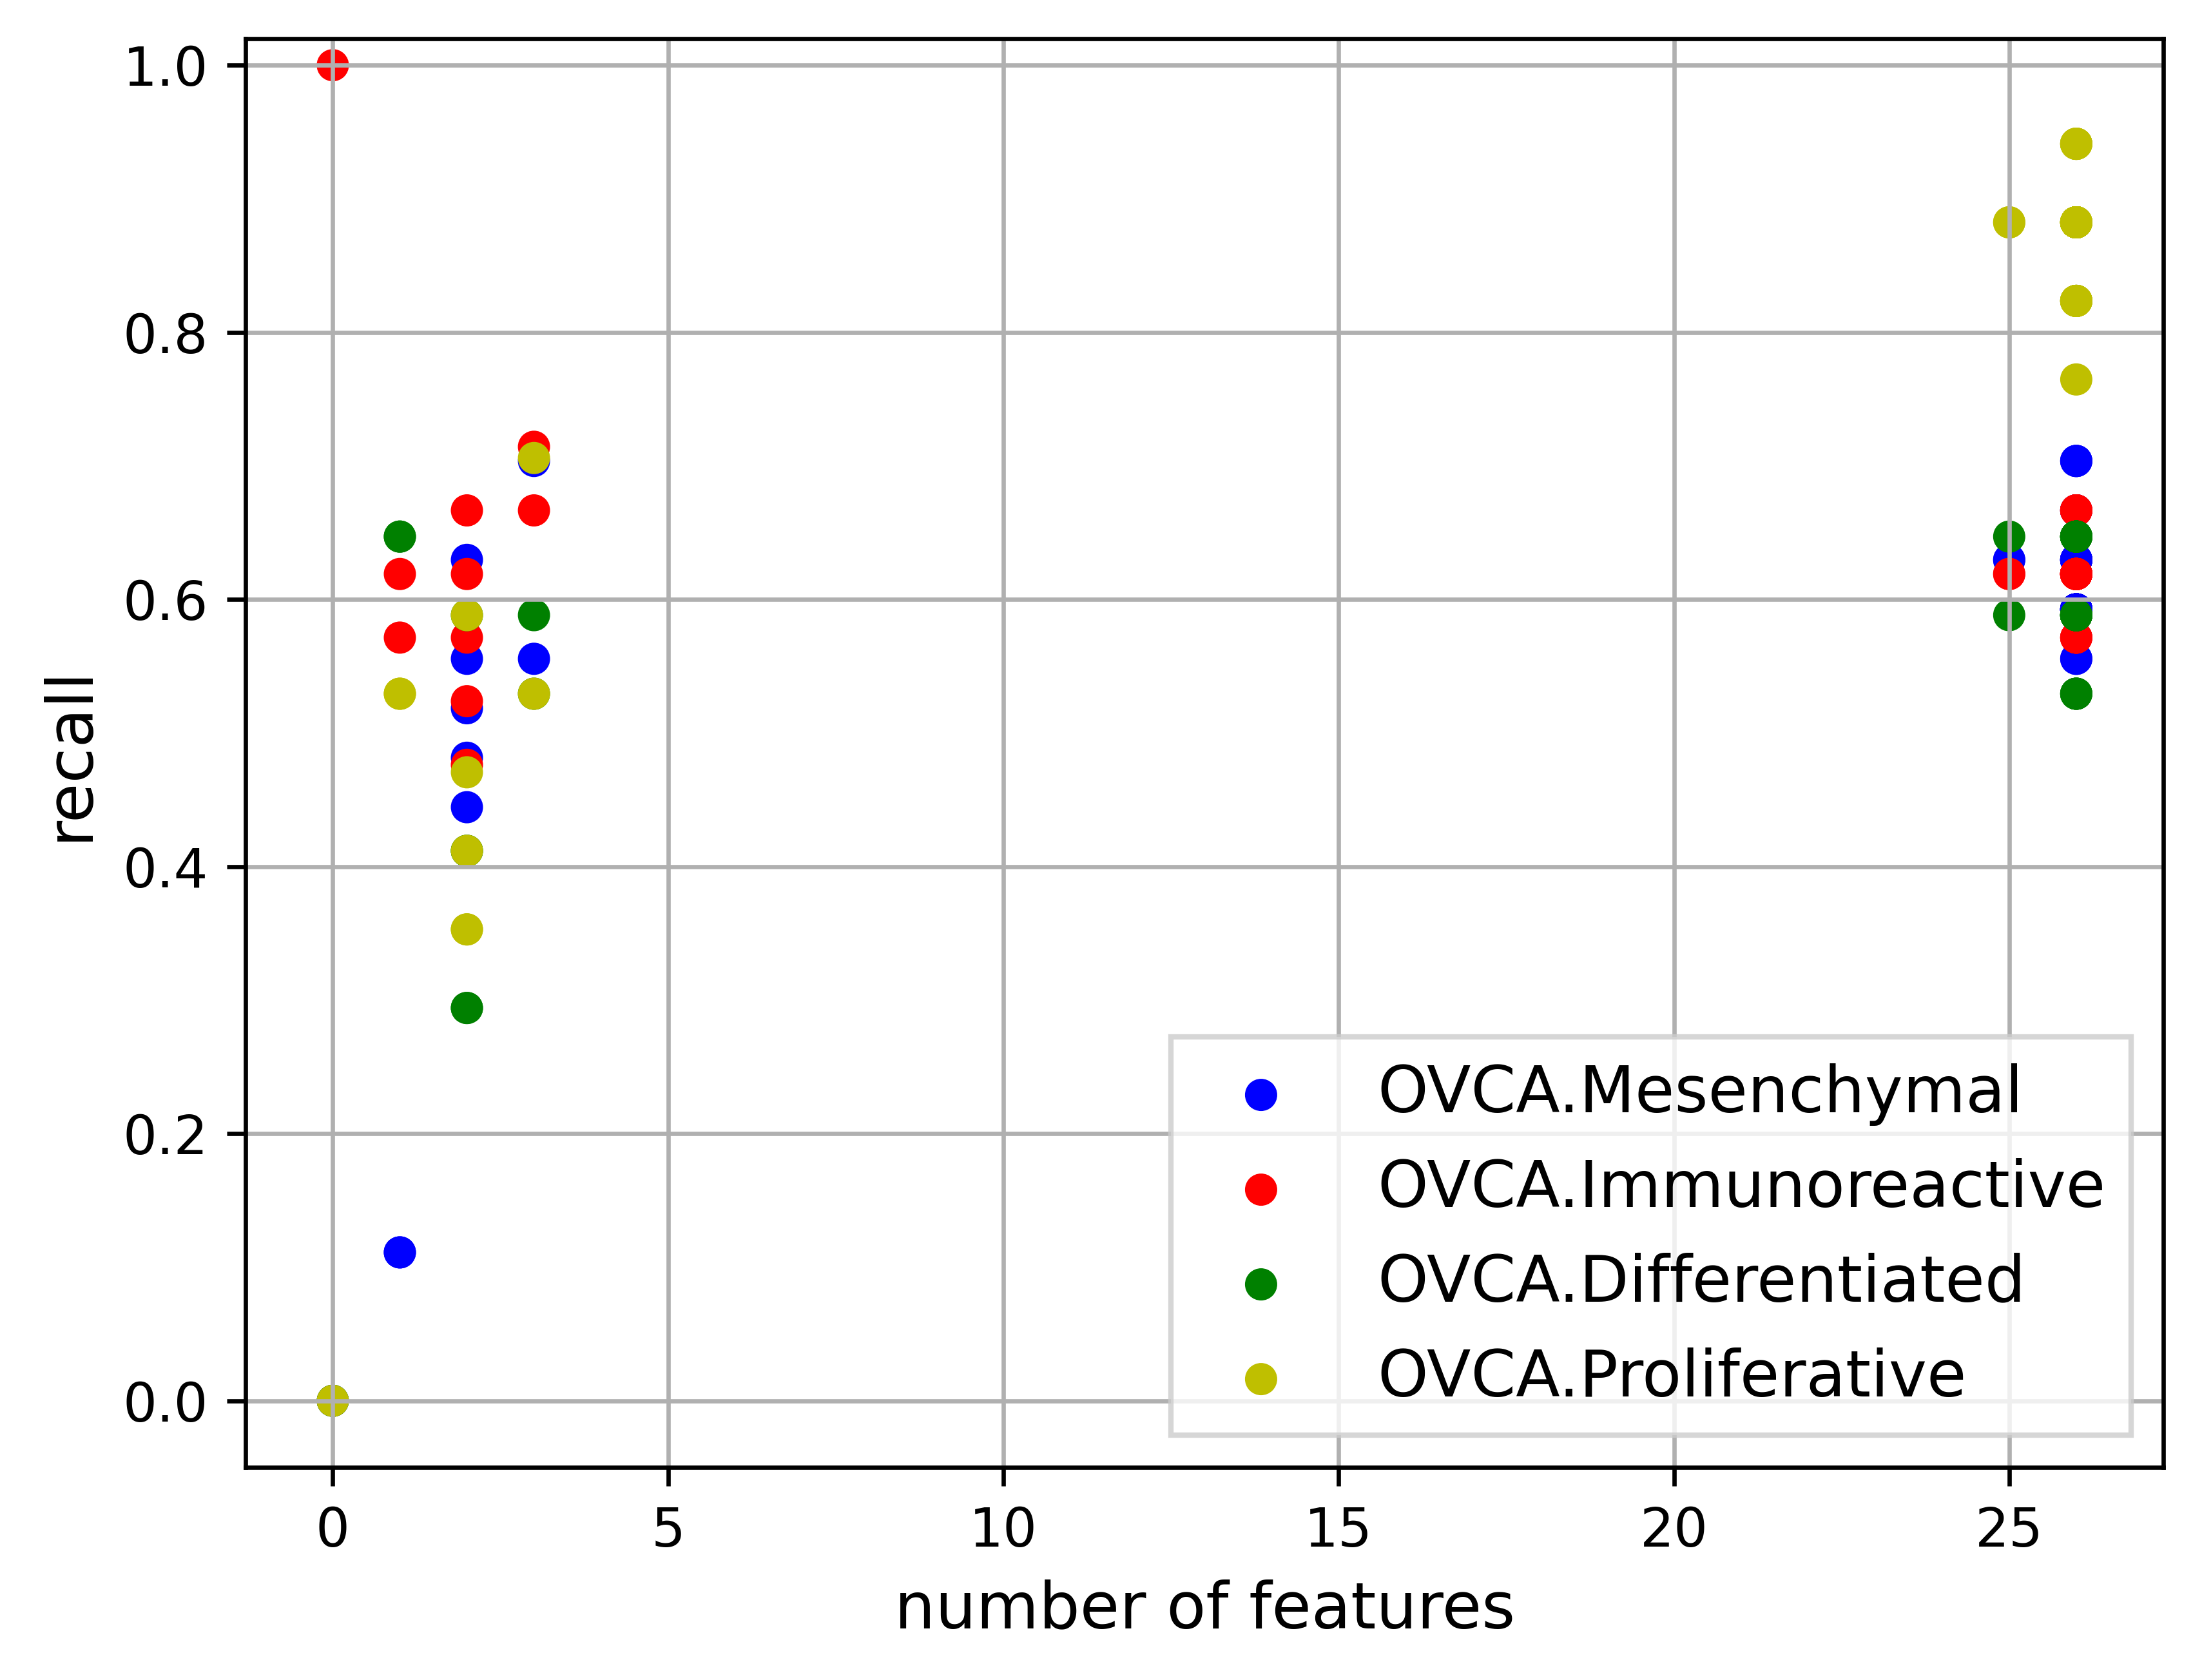 1.0
0.8
0.6
0.4
0.2
0.0
recall
0 5 10 15 20 25
number of features
OVCA.Mesenchymal
OVCA.Immunoreactive
OVCA.Differentiated
OVCA.Proliferative